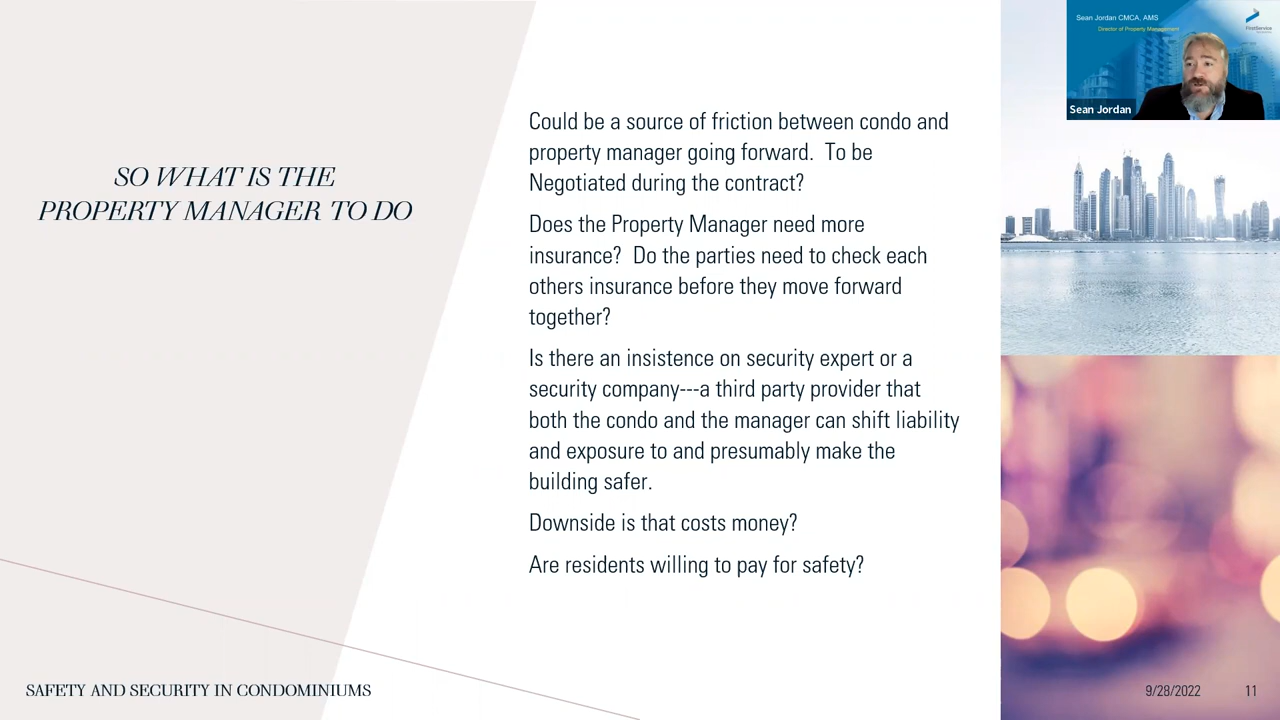 SO WHAT IS THE
PROPERTY MANAGER TO DO
Could be a source of friction between condo and
property manager going forward.  To be
Negotiated during the contract?
Does the Property Manager need more
insurance?  Do the parties need to check each
others insurance before they move forward
together?
Is there an insistence on security expert or a
security company---a third party provider that
both the condo and the manager can shift liability
and exposure to and presumably make the
building safer.
Downside is that costs money?
Are residents willing to pay for safety?
Sean Jordan CMCA, AMS
Director of Property Management
FirstService
Sean Jordan
SAFETY AND SECURITY IN CONDOMINIUMS
9/28/2022
11